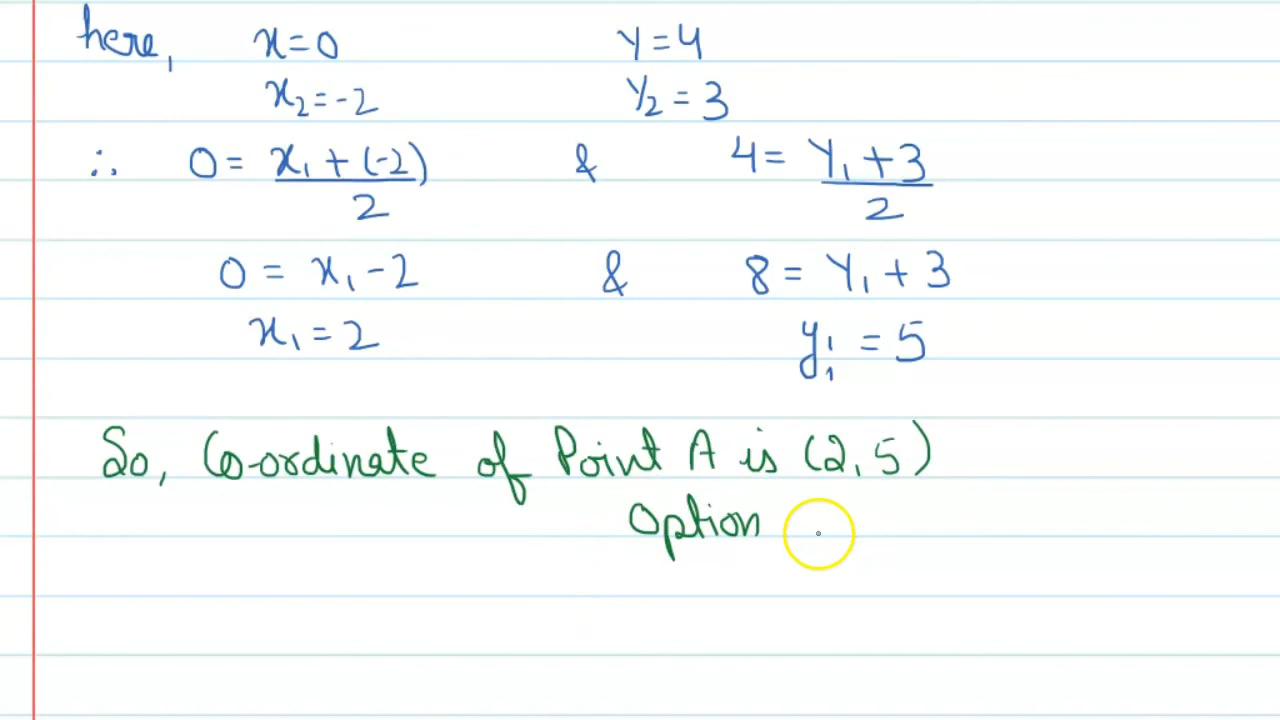 here, x=0 y=4
x₂=-2 y₂=3
∴ 0 = x₁+(-2)/2 & 4 = y₁+3/2
0 = x₁-2 & 8 = y₁+3
x₁=2 y₁=5
So, Co-ordinate of Point A is (2,5)
Option